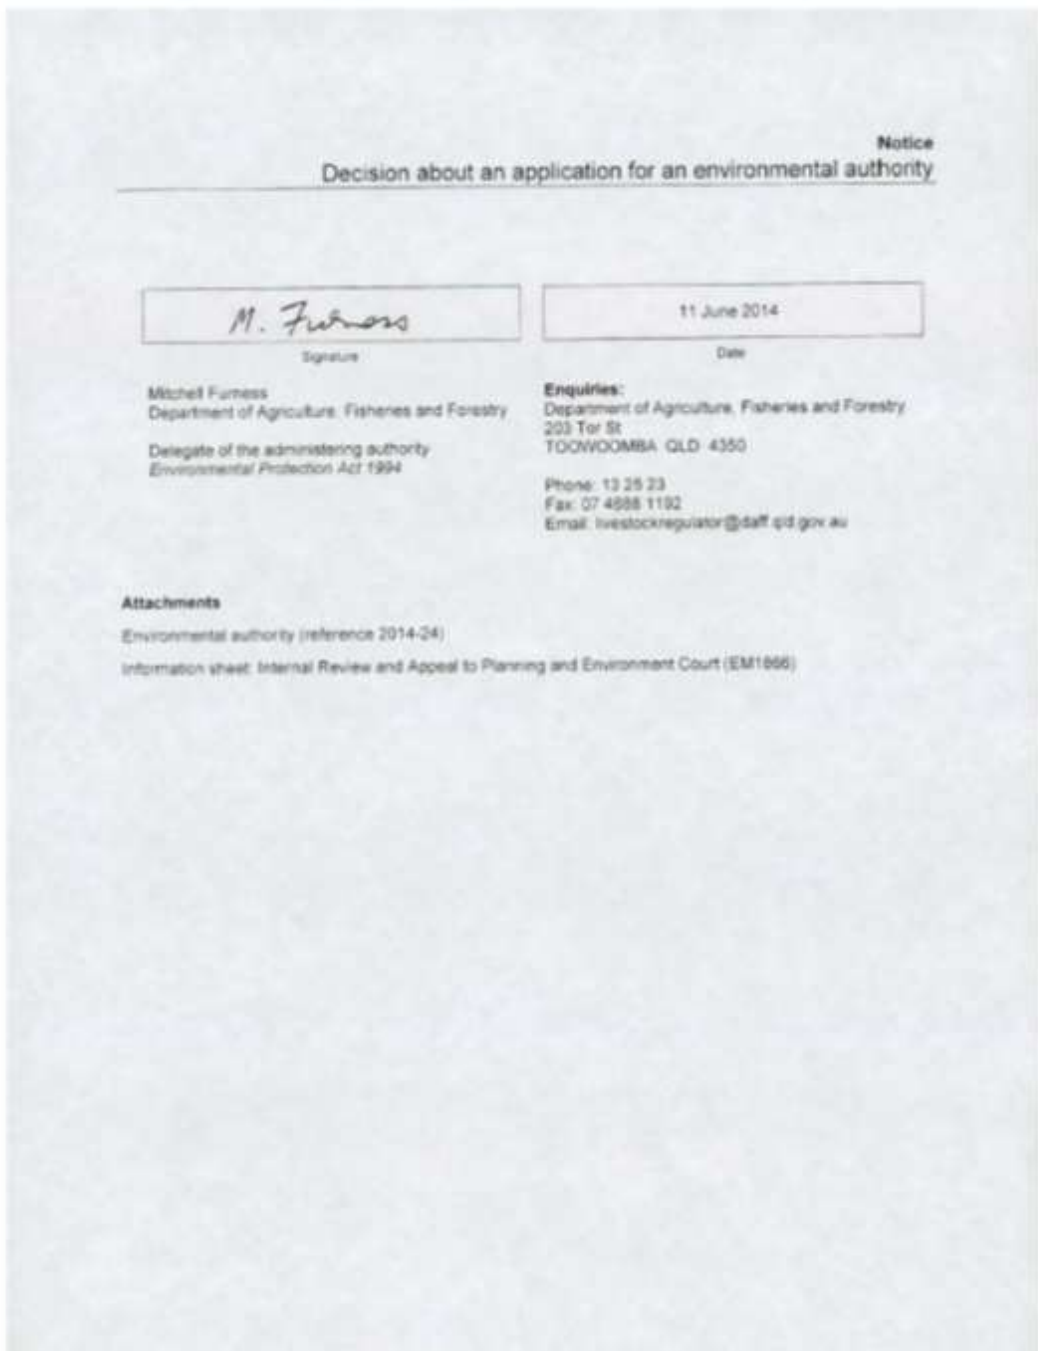 Notice
Decision about an application for an environmental authority
M. Furness
11 June 2014
Signature
Date
Mitchell Furness
Department of Agriculture, Fisheries and Forestry
Delegate of the administering authority
Environmental Protection Act 1994
Enquiries:
Department of Agriculture, Fisheries and Forestry
203 Tor St
TOOWOOMBA QLD 4350
Phone: 13 25 23
Fax: 07 4688 1192
Email: livestockregulator@daff.qld.gov.au
Attachments
Environmental authority (reference 2014-24)
Information sheet: Internal Review and Appeal to Planning and Environment Court (EM1866)